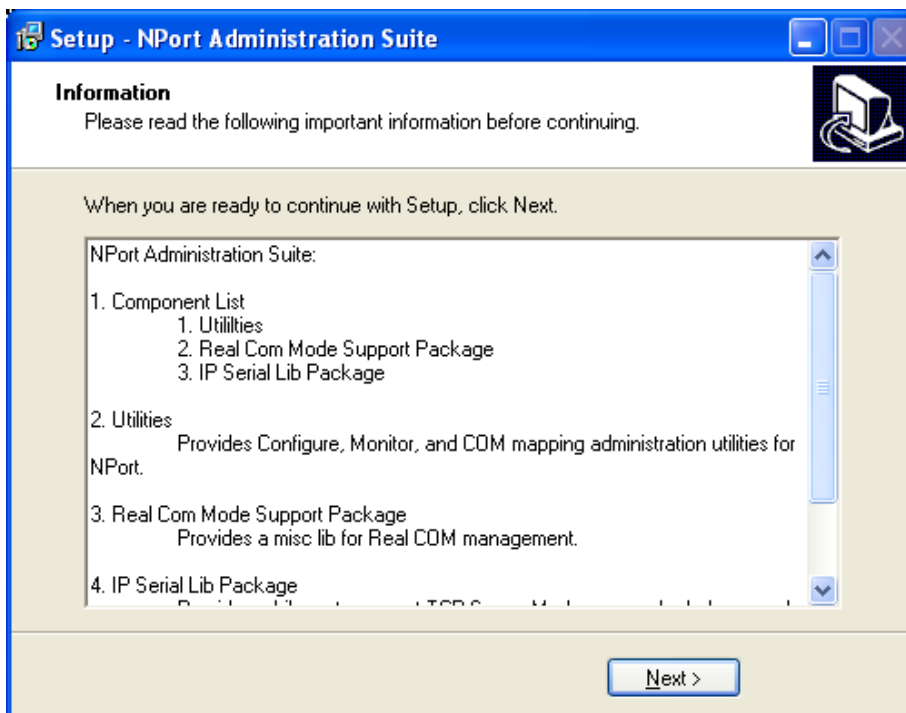 Setup - NPort Administration Suite
Information
Please read the following important information before continuing.
When you are ready to continue with Setup, click Next.
NPort Administration Suite:
1. Component List
1. Utililties
2. Real Com Mode Support Package
3. IP Serial Lib Package
2. Utilities
Provides Configure, Monitor, and COM mapping administration utilities for
NPort.
3. Real Com Mode Support Package
Provides a misc lib for Real COM management.
4. IP Serial Lib Package
Next >